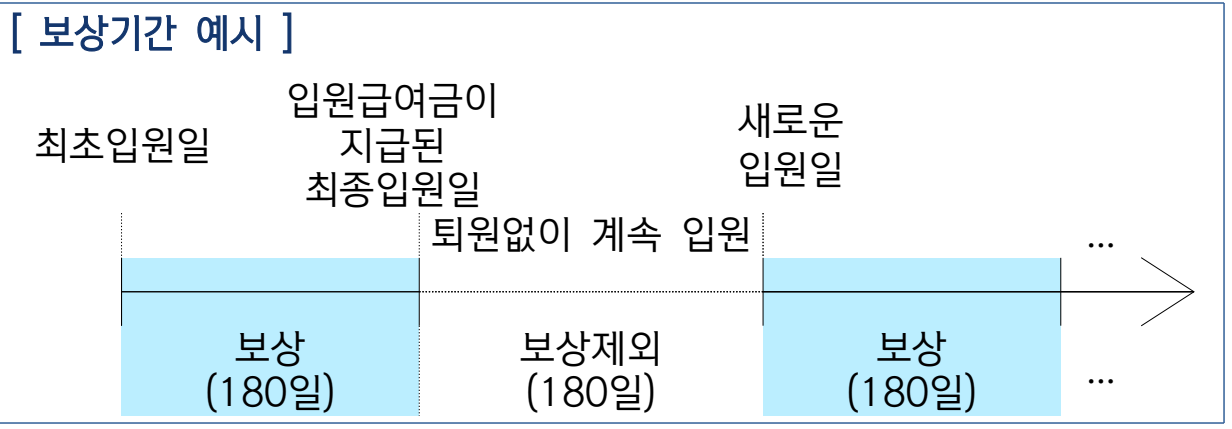 [ 보상기간 예시 ]
최초입원일
입원급여금이
지급된
최종입원일
새로운
입원일
퇴원없이 계속 입원
...
보상
(180일)
보상제외
(180일)
보상
(180일)
...